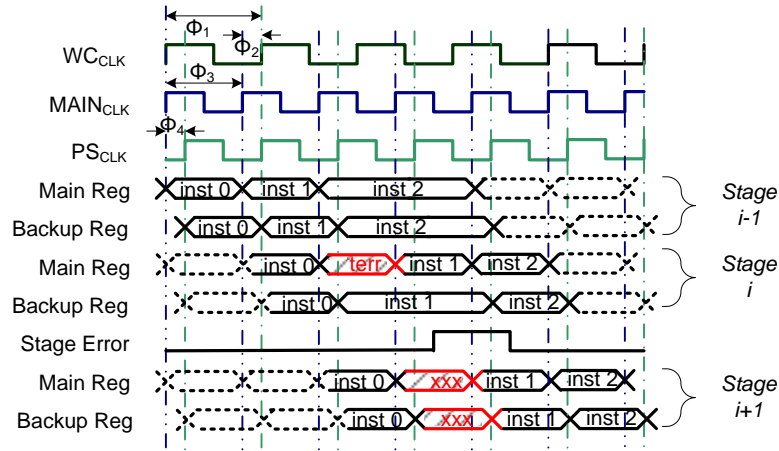 Φ1
Φ2
WCCLK
Φ3
MAINCLK
Φ4
PSCLK
Main Reg inst 0 inst 1 inst 2
Backup Reg inst 0 inst 1 inst 2
Stage
i-1
Main Reg inst 0 terr inst 1 inst 2
Backup Reg inst 0 inst 1 inst 2
Stage
i
Stage Error
Main Reg inst 0 xxx inst 1 inst 2
Backup Reg inst 0 xxx inst 1 inst 2
Stage
i+1